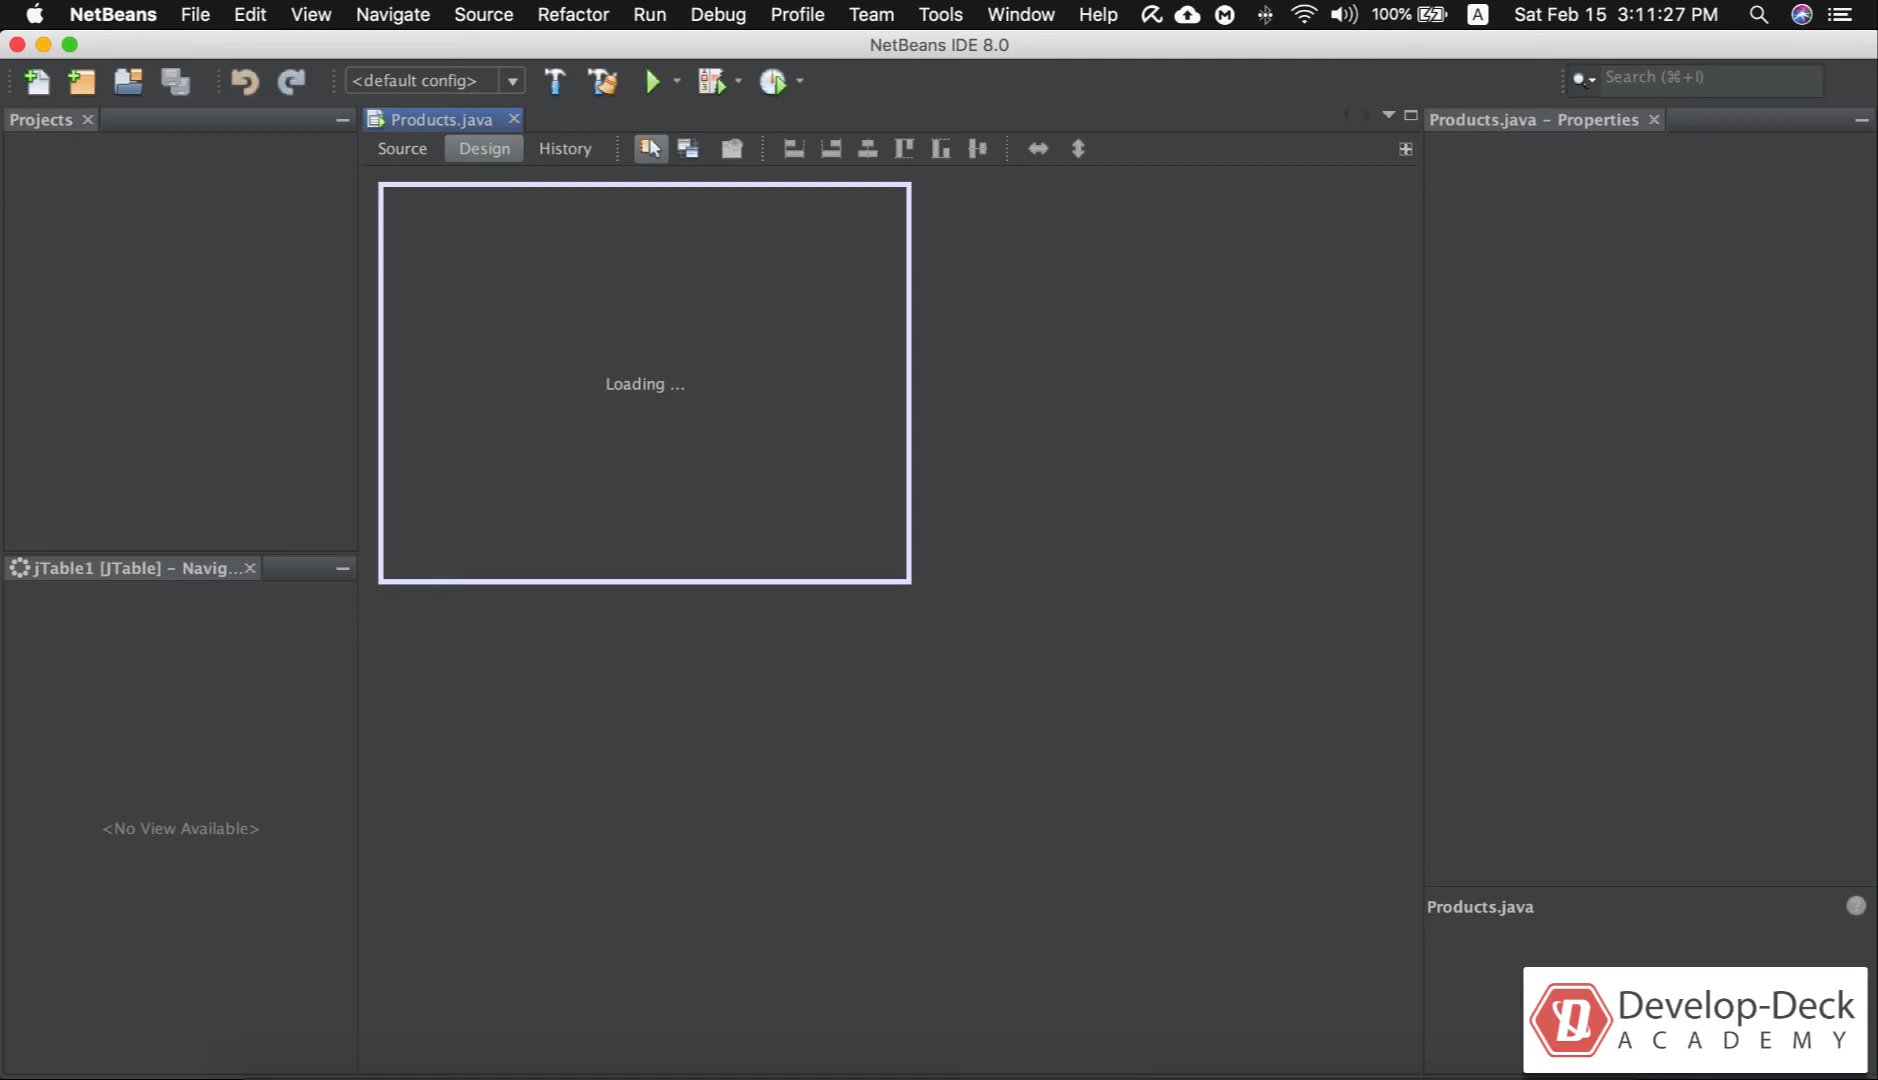 NetBeans File Edit View Navigate Source Refactor Run Debug Profile Team Tools Window Help 100% A Sat Feb 15 3:11:27 PM
NetBeans IDE 8.0
<default config> Search (⌘+I)
Projects Products.java Products.java - Properties
Source Design History
Loading ...
jTable1 [JTable] - Navig...
<No View Available>
Products.java
Develop-Deck
ACADEMY